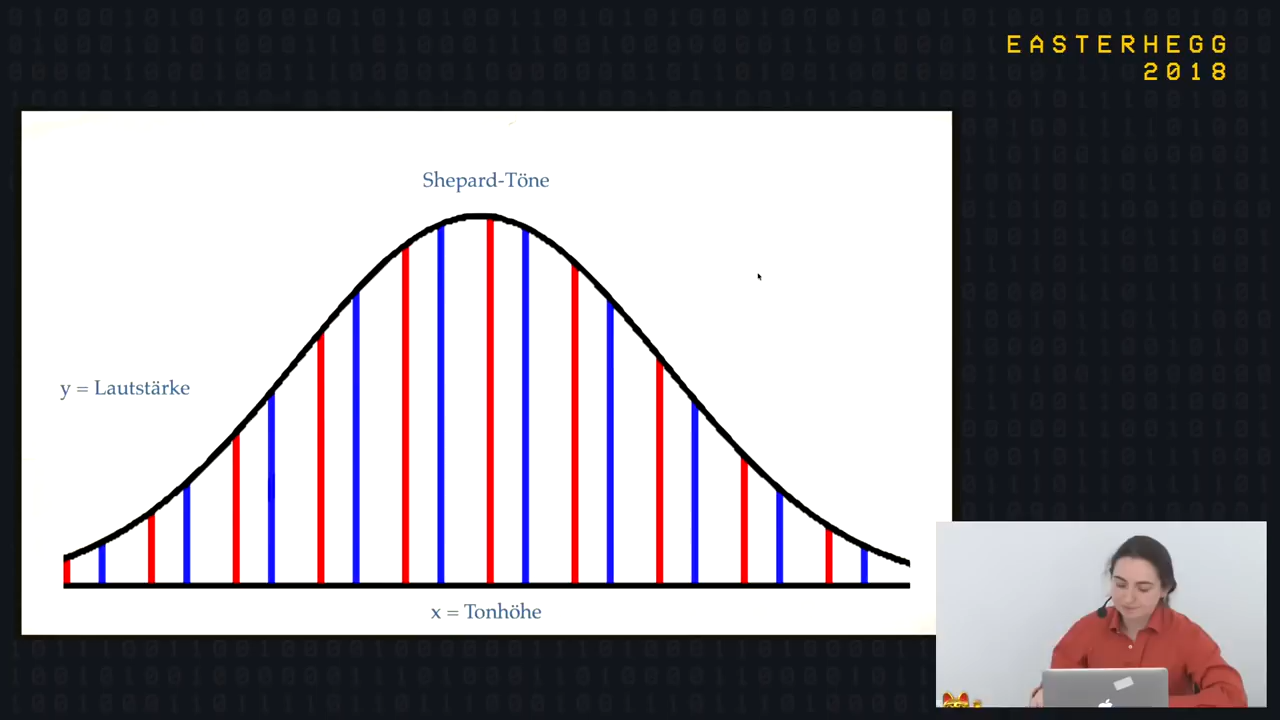 EASTERHEGG
2018
Shepard-Töne
y = Lautstärke
x = Tonhöhe